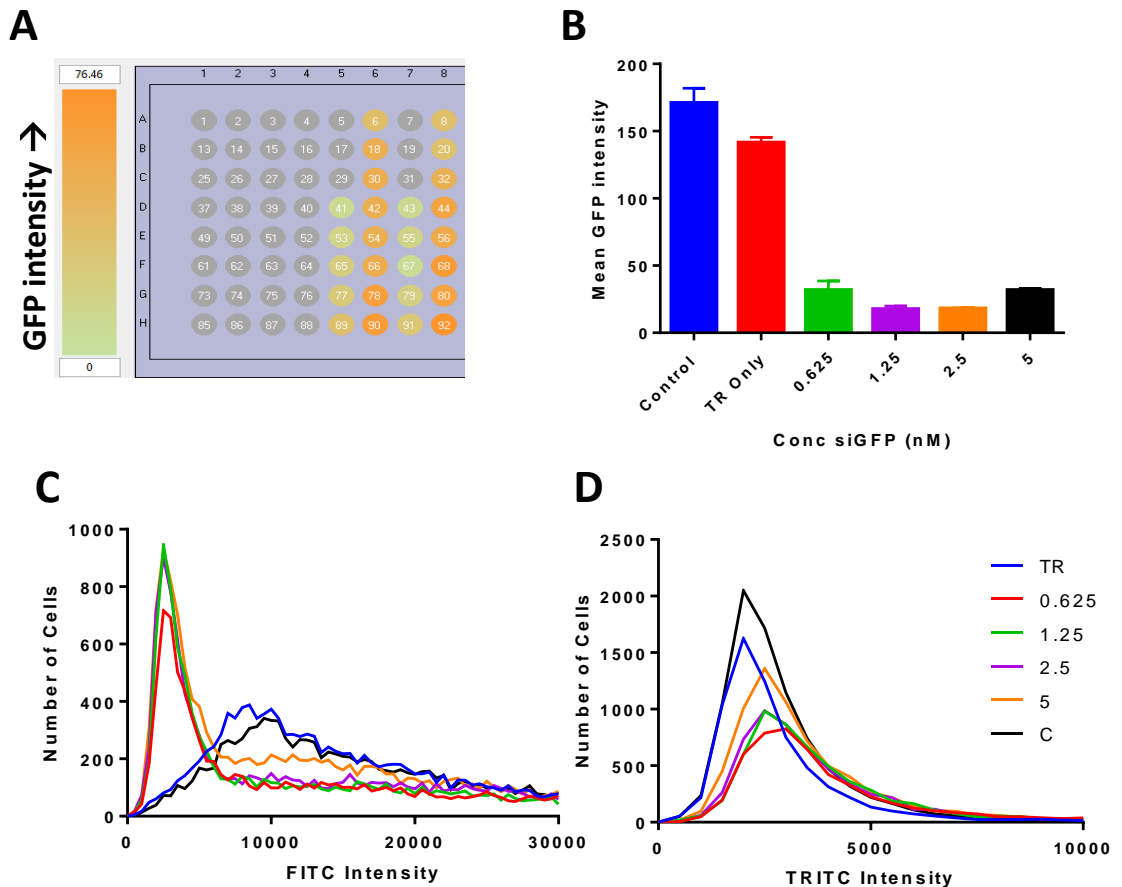 A
76.46
GFP intensity →
0
1 2 3 4 5 6 7 8
A 1 2 3 4 5 6 7 8
B 13 14 15 16 17 18 19 20
C 25 26 27 28 29 30 31 32
D 37 38 39 40 41 42 43 44
E 49 50 51 52 53 54 55 56
F 61 62 63 64 65 66 67 68
G 73 74 75 76 77 78 79 80
H 85 86 87 88 89 90 91 92
B
Mean GFP intensity
200
150
100
50
0
Control TR Only 0.625 1.25 2.5 5
Conc siGFP (nM)
C
Number of Cells
1000
800
600
400
200
0
0 10000 20000 30000
FITC Intensity
D
Number of Cells
2500
2000
1500
1000
500
0
0 5000 10000
TRITC Intensity
TR
0.625
1.25
2.5
5
C